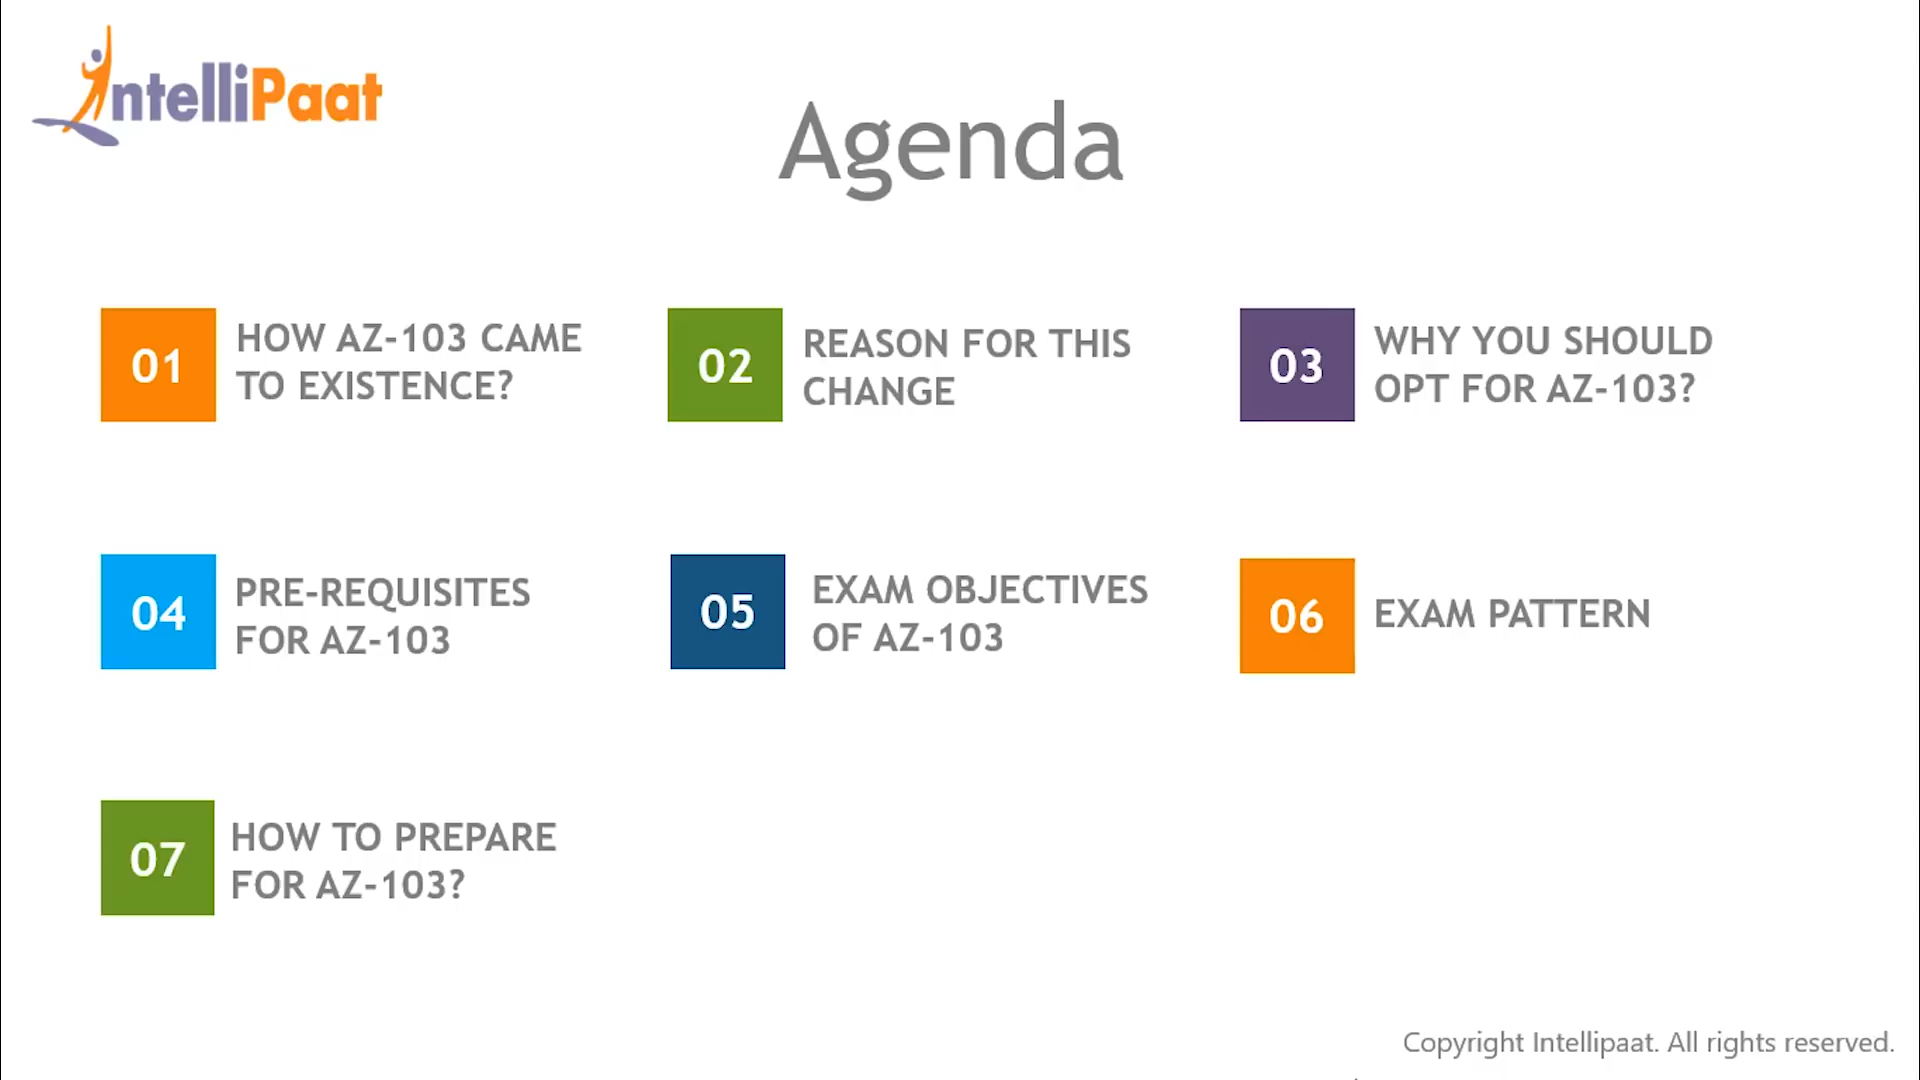 IntelliPaat
Agenda
01
HOW AZ-103 CAME
TO EXISTENCE?
02
REASON FOR THIS
CHANGE
03
WHY YOU SHOULD
OPT FOR AZ-103?
04
PRE-REQUISITES
FOR AZ-103
05
EXAM OBJECTIVES
OF AZ-103
06
EXAM PATTERN
07
HOW TO PREPARE
FOR AZ-103?
Copyright Intellipaat. All rights reserved.